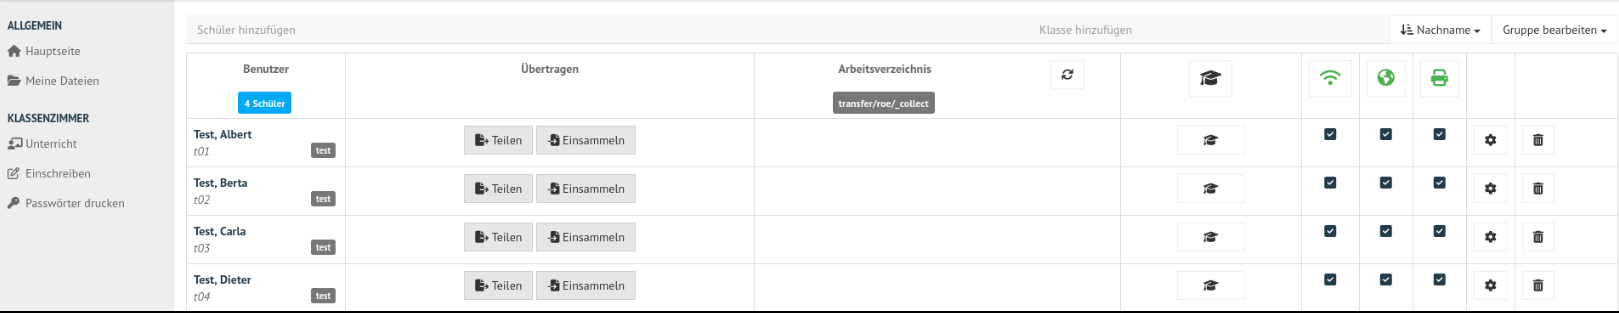 ALLGEMEIN
Hauptseite
Meine Dateien
KLASSENZIMMER
Unterricht
Einschreiben
Passwörter drucken
Schüler hinzufügen
Klasse hinzufügen
Nachname
Gruppe bearbeiten
Benutzer
4 Schüler
Übertragen
Arbeitsverzeichnis
transfer/roe/_collect
Test, Albert
t01
test
Teilen
Einsammeln
Test, Berta
t02
test
Teilen
Einsammeln
Test, Carla
t03
test
Teilen
Einsammeln
Test, Dieter
t04
test
Teilen
Einsammeln